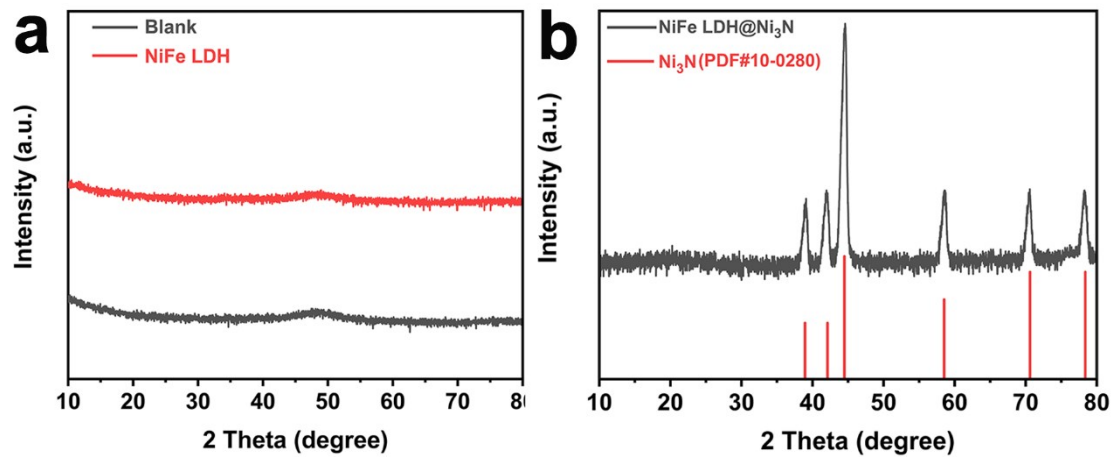 a
Blank
NiFe LDH
Intensity (a.u.)
10 20 30 40 50 60 70 8
2 Theta (degree)
b
NiFe LDH@Ni₃N
Ni₃N(PDF#10-0280)
Intensity (a.u.)
10 20 30 40 50 60 70 80
2 Theta (degree)